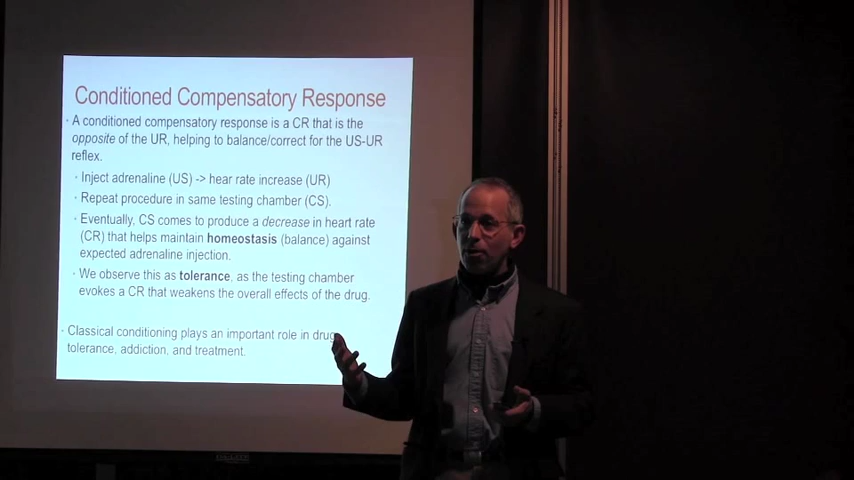 Conditioned Compensatory Response
• A conditioned compensatory response is a CR that is the
opposite of the UR, helping to balance/correct for the US-UR
reflex.
• Inject adrenaline (US) -> hear rate increase (UR)
• Repeat procedure in same testing chamber (CS).
• Eventually, CS comes to produce a decrease in heart rate
(CR) that helps maintain homeostasis (balance) against
expected adrenaline injection.
• We observe this as tolerance, as the testing chamber
evokes a CR that weakens the overall effects of the drug.
• Classical conditioning plays an important role in drug
tolerance, addiction, and treatment.